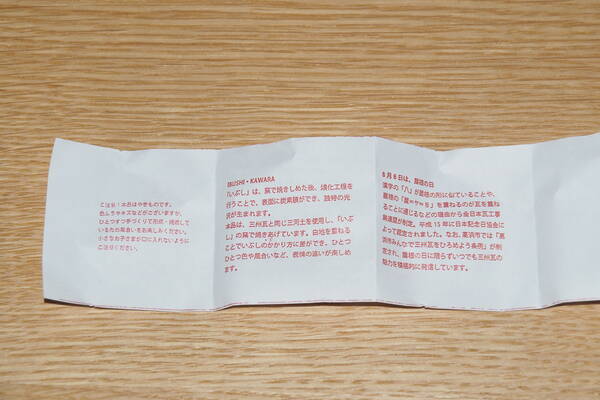 ご注意!本品はやきものです。
色ムラやキズなどがございますが、
ひとつずつ手づくりで形成・焼成して
いるため風合いをお楽しみください。
小さなお子さまが口に入れないように
ご注意ください。
IBUSHI・KAWARA
「いぶし」は、窯で焼きしめた後、燻化工程を
行うことで、表面に炭素膜ができ、独特の光
沢が生まれます。
本品は、三州瓦と同じ三河土を使用し、「いぶ
し」の窯で焼きあげています。白地を重ねる
ことでいぶしのかかり方に差ができ、ひとつ
ひとつ色や風合いなど、表情の違いが楽しめ
ます。
8月8日は、屋根の日
漢字の「八」が屋根の形に似ていることや、
屋根の「屋=や=8」を重ねるのが瓦を重ね
ることに通じるなどの理由から全日本瓦工事
業連盟が制定。平成15年に日本記念日協会に
よって認定されました。なお、高浜市では「高
浜市みんなで三州瓦をひろめよう条例」が制
定され、屋根の日に限らずいつでも三州瓦の
魅力を積極的に発信しています。